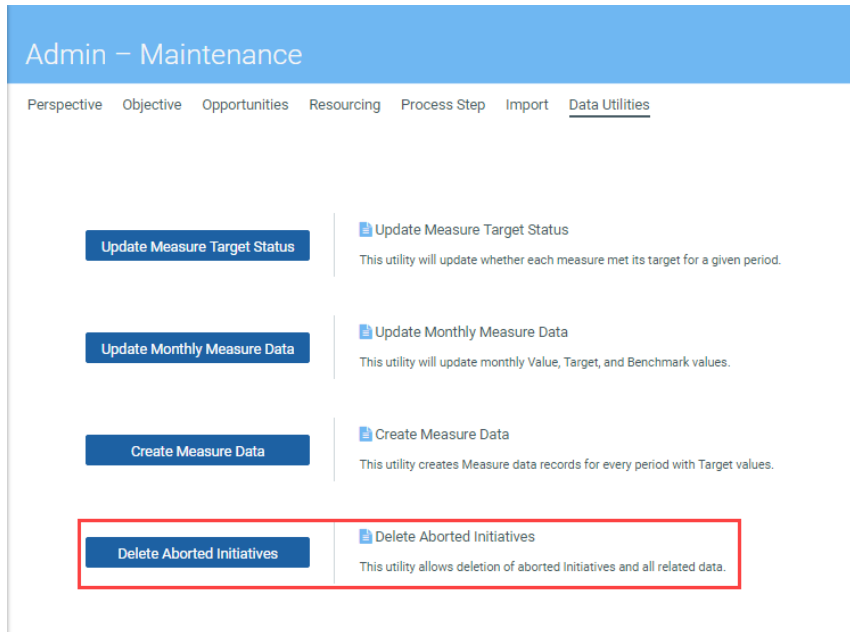 Admin – Maintenance
Perspective Objective Opportunities Resourcing Process Step Import Data Utilities
Update Measure Target Status
Update Measure Target Status
This utility will update whether each measure met its target for a given period.
Update Monthly Measure Data
Update Monthly Measure Data
This utility will update monthly Value, Target, and Benchmark values.
Create Measure Data
Create Measure Data
This utility creates Measure data records for every period with Target values.
Delete Aborted Initiatives
Delete Aborted Initiatives
This utility allows deletion of aborted Initiatives and all related data.